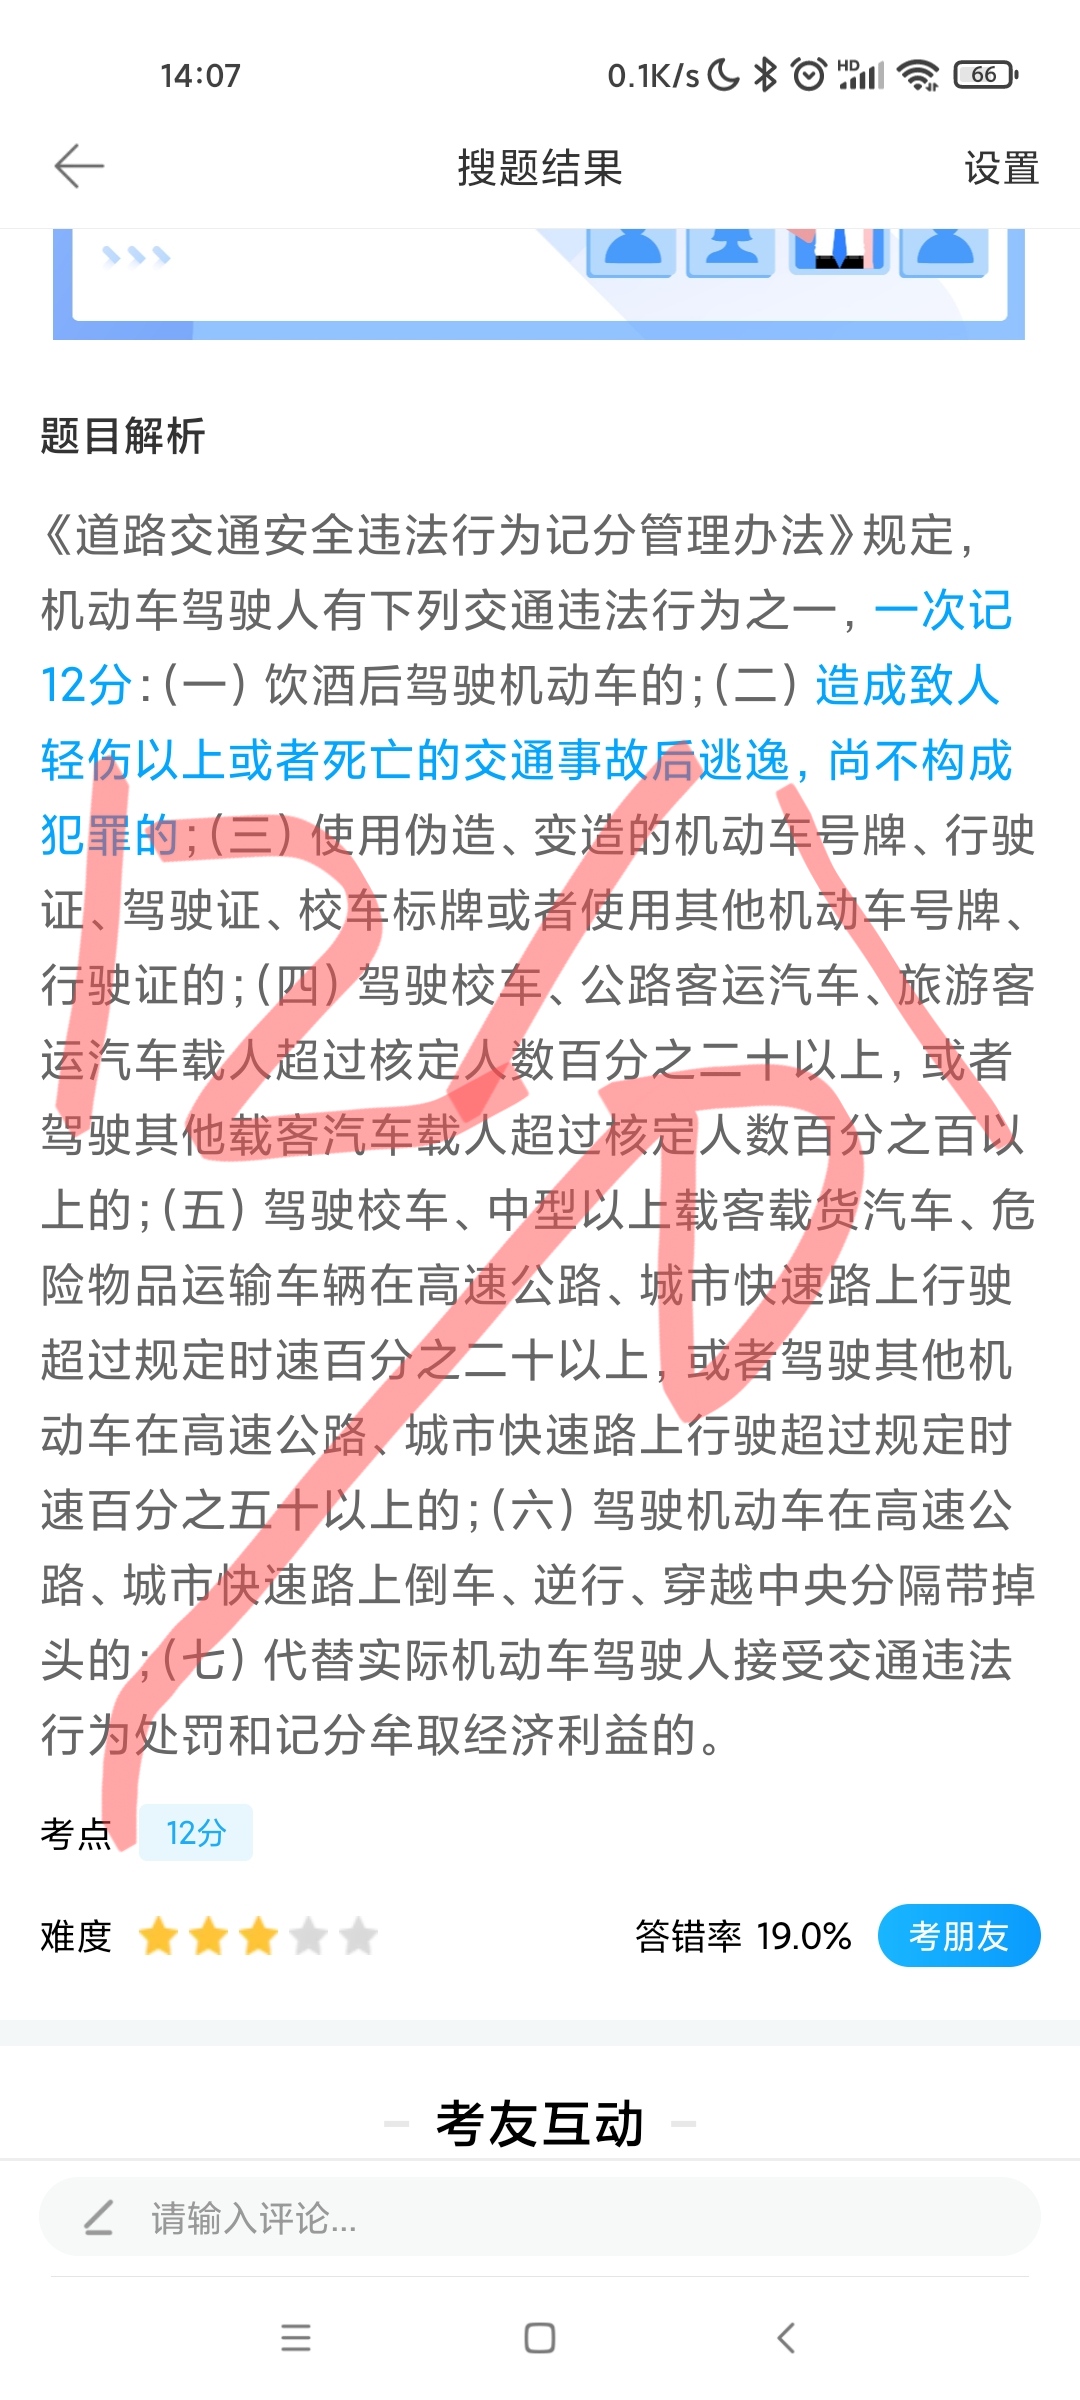 14:07
0.1K/s HD 66
搜题结果
设置
题目解析
《道路交通安全违法行为记分管理办法》规定，
机动车驾驶人有下列交通违法行为之一，一次记
12分：（一）饮酒后驾驶机动车的；（二）造成致人
轻伤以上或者死亡的交通事故后逃逸，尚不构成
犯罪的；（三）使用伪造、变造的机动车号牌、行驶
证、驾驶证、校车标牌或者使用其他机动车号牌、
行驶证的；（四）驾驶校车、公路客运汽车、旅游客
运汽车载人超过核定人数百分之二十以上，或者
驾驶其他载客汽车载人超过核定人数百分之百以
上的；（五）驾驶校车、中型以上载客载货汽车、危
险物品运输车辆在高速公路、城市快速路上行驶
超过规定时速百分之二十以上，或者驾驶其他机
动车在高速公路、城市快速路上行驶超过规定时
速百分之五十以上的；（六）驾驶机动车在高速公
路、城市快速路上倒车、逆行、穿越中央分隔带掉
头的；（七）代替实际机动车驾驶人接受交通违法
行为处罚和记分牟取经济利益的。
12分
考点 12分
难度
答错率 19.0% 考朋友
考友互动
请输入评论...